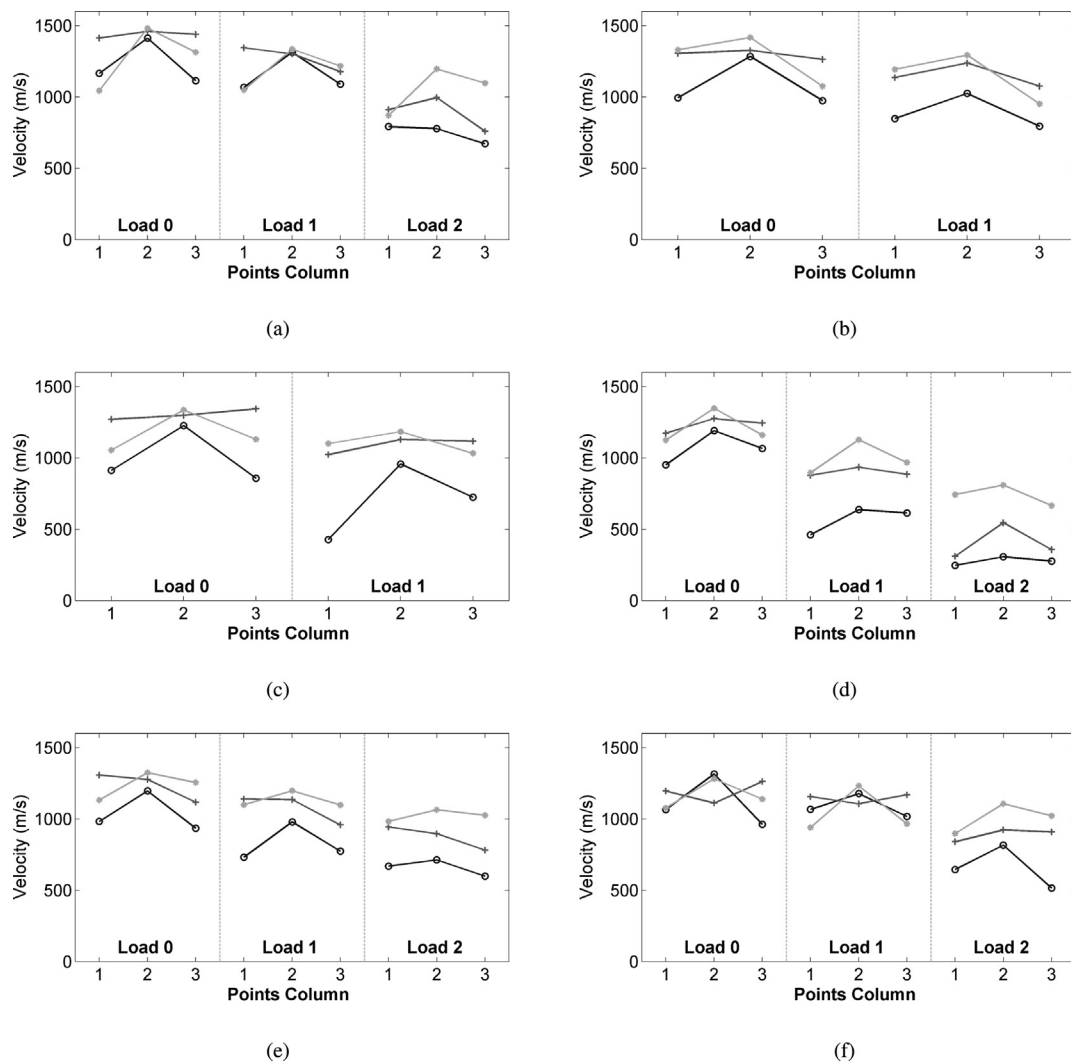 1500
1000
500
0
Velocity (m/s)
Load 0 Load 1 Load 2
1 2 3 1 2 3 1 2 3
Points Column
(a)
1500
1000
500
0
Velocity (m/s)
Load 0 Load 1
1 2 3 1 2 3
Points Column
(b)
1500
1000
500
0
Velocity (m/s)
Load 0 Load 1
1 2 3 1 2 3
Points Column
(c)
1500
1000
500
0
Velocity (m/s)
Load 0 Load 1 Load 2
1 2 3 1 2 3 1 2 3
Points Column
(d)
1500
1000
500
0
Velocity (m/s)
Load 0 Load 1 Load 2
1 2 3 1 2 3 1 2 3
Points Column
(e)
1500
1000
500
0
Velocity (m/s)
Load 0 Load 1 Load 2
1 2 3 1 2 3 1 2 3
Points Column
(f)